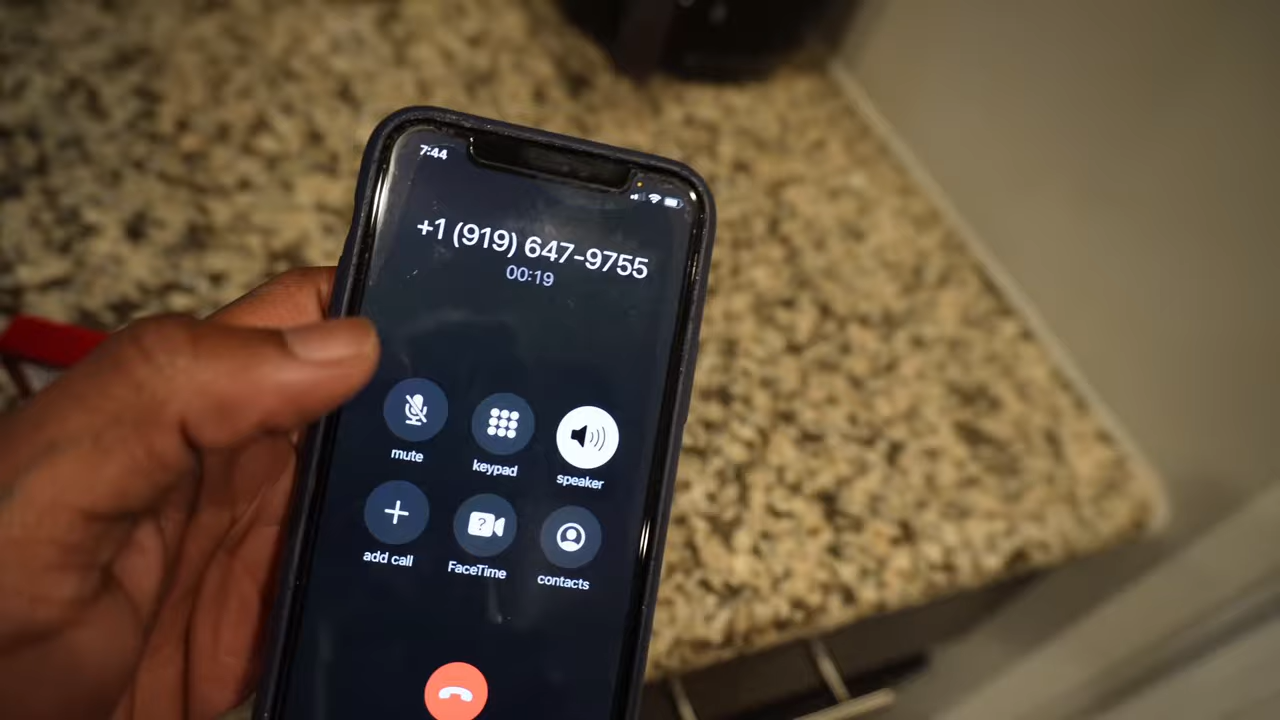 7:44
+1 (919) 647-9755
00:19
mute
keypad
speaker
add call
?
FaceTime
contacts